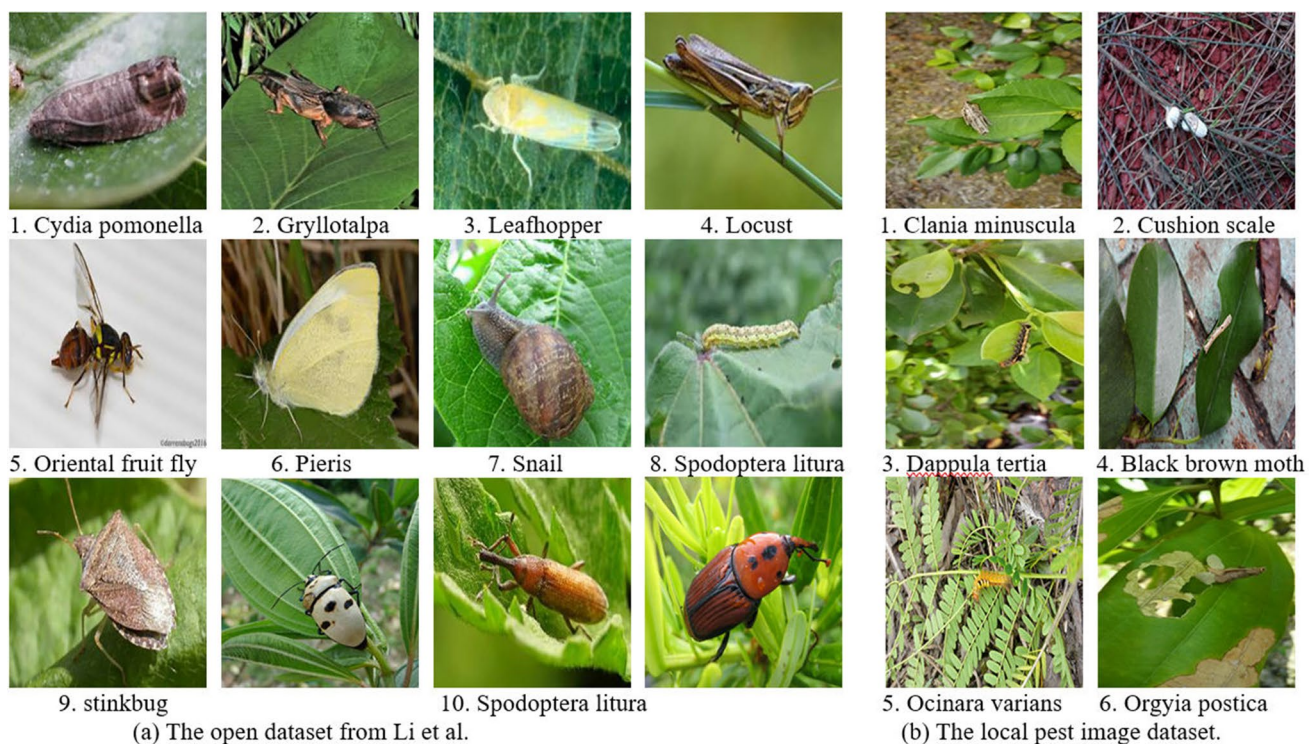 1. Cydia pomonella
2. Gryllotalpa
3. Leafhopper
4. Locust
1. Clania minuscula
2. Cushion scale
©darrensbugs2016
5. Oriental fruit fly
6. Pieris
7. Snail
8. Spodoptera litura
3. Dappula tertia
4. Black brown moth
9. stinkbug
10. Spodoptera litura
5. Ocinara varians
6. Orgyia postica
(a) The open dataset from Li et al.
(b) The local pest image dataset.